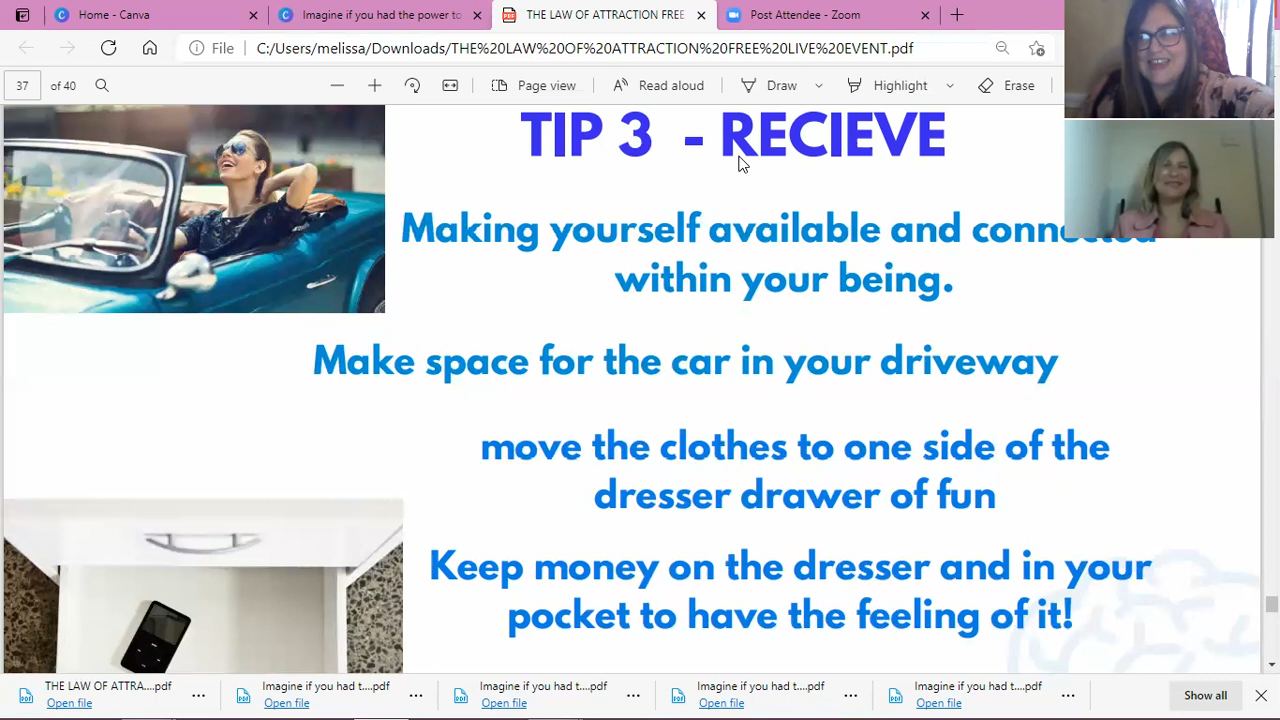 Home - Canva
Imagine if you had the power to
THE LAW OF ATTRACTION FREE
Post Attendee - Zoom
File
C:/Users/melissa/Downloads/THE%20LAW%20OF%20ATTRACTION%20FREE%20LIVE%20EVENT.pdf
37 of 40
Page view
Read aloud
Draw
Highlight
Erase
TIP 3 - RECIEVE
Making yourself available and connected
within your being.
Make space for the car in your driveway
move the clothes to one side of the
dresser drawer of fun
Keep money on the dresser and in your
pocket to have the feeling of it!
THE LAW OF ATTRA....pdf
Open file
Imagine if you had t....pdf
Open file
Imagine if you had t....pdf
Open file
Imagine if you had t....pdf
Open file
Imagine if you had t....pdf
Open file
Show all